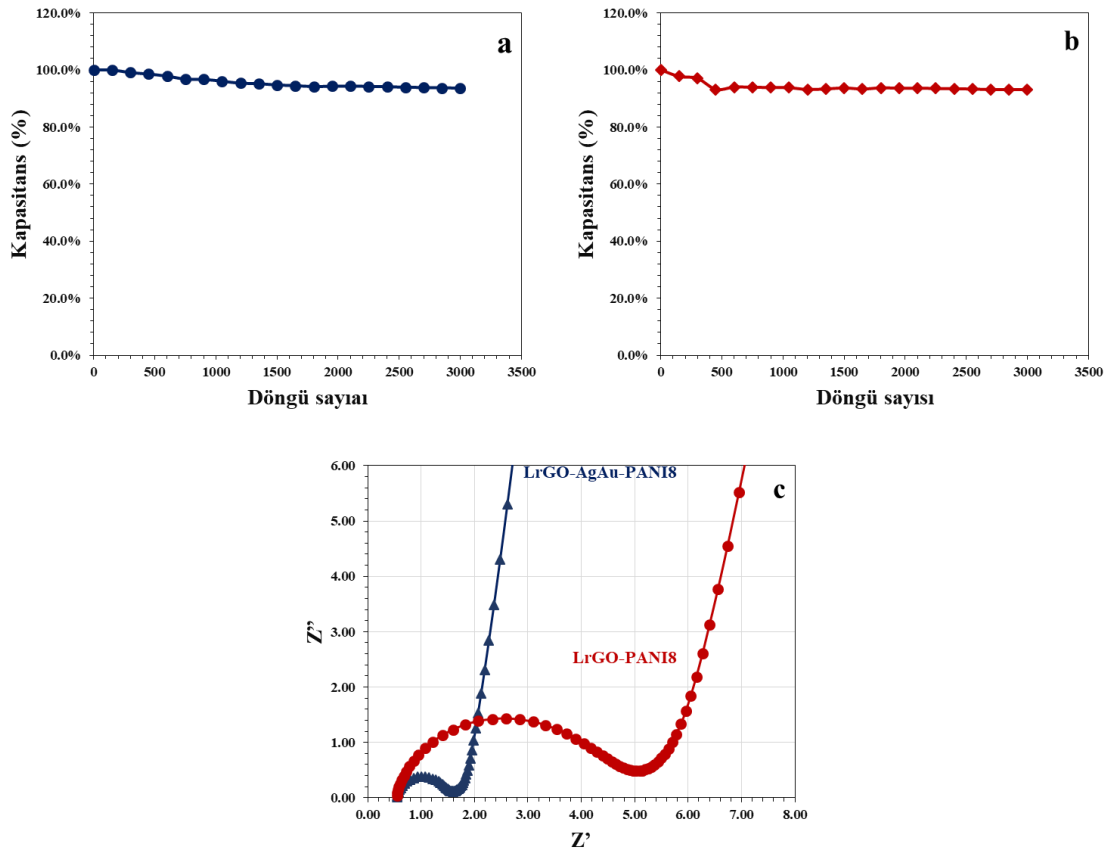 a
120.0%
100.0%
80.0%
60.0%
40.0%
20.0%
0.0%
0 500 1000 1500 2000 2500 3000 3500
Kapasitans (%)
Döngü sayıaı
b
120.0%
100.0%
80.0%
60.0%
40.0%
20.0%
0.0%
0 500 1000 1500 2000 2500 3000 3500
Kapasitans (%)
Döngü sayısı
c
6.00
5.00
4.00
3.00
2.00
1.00
0.00
0.00 1.00 2.00 3.00 4.00 5.00 6.00 7.00 8.00
Z”
Z’
LrGO-AgAu-PANI8
LrGO-PANI8